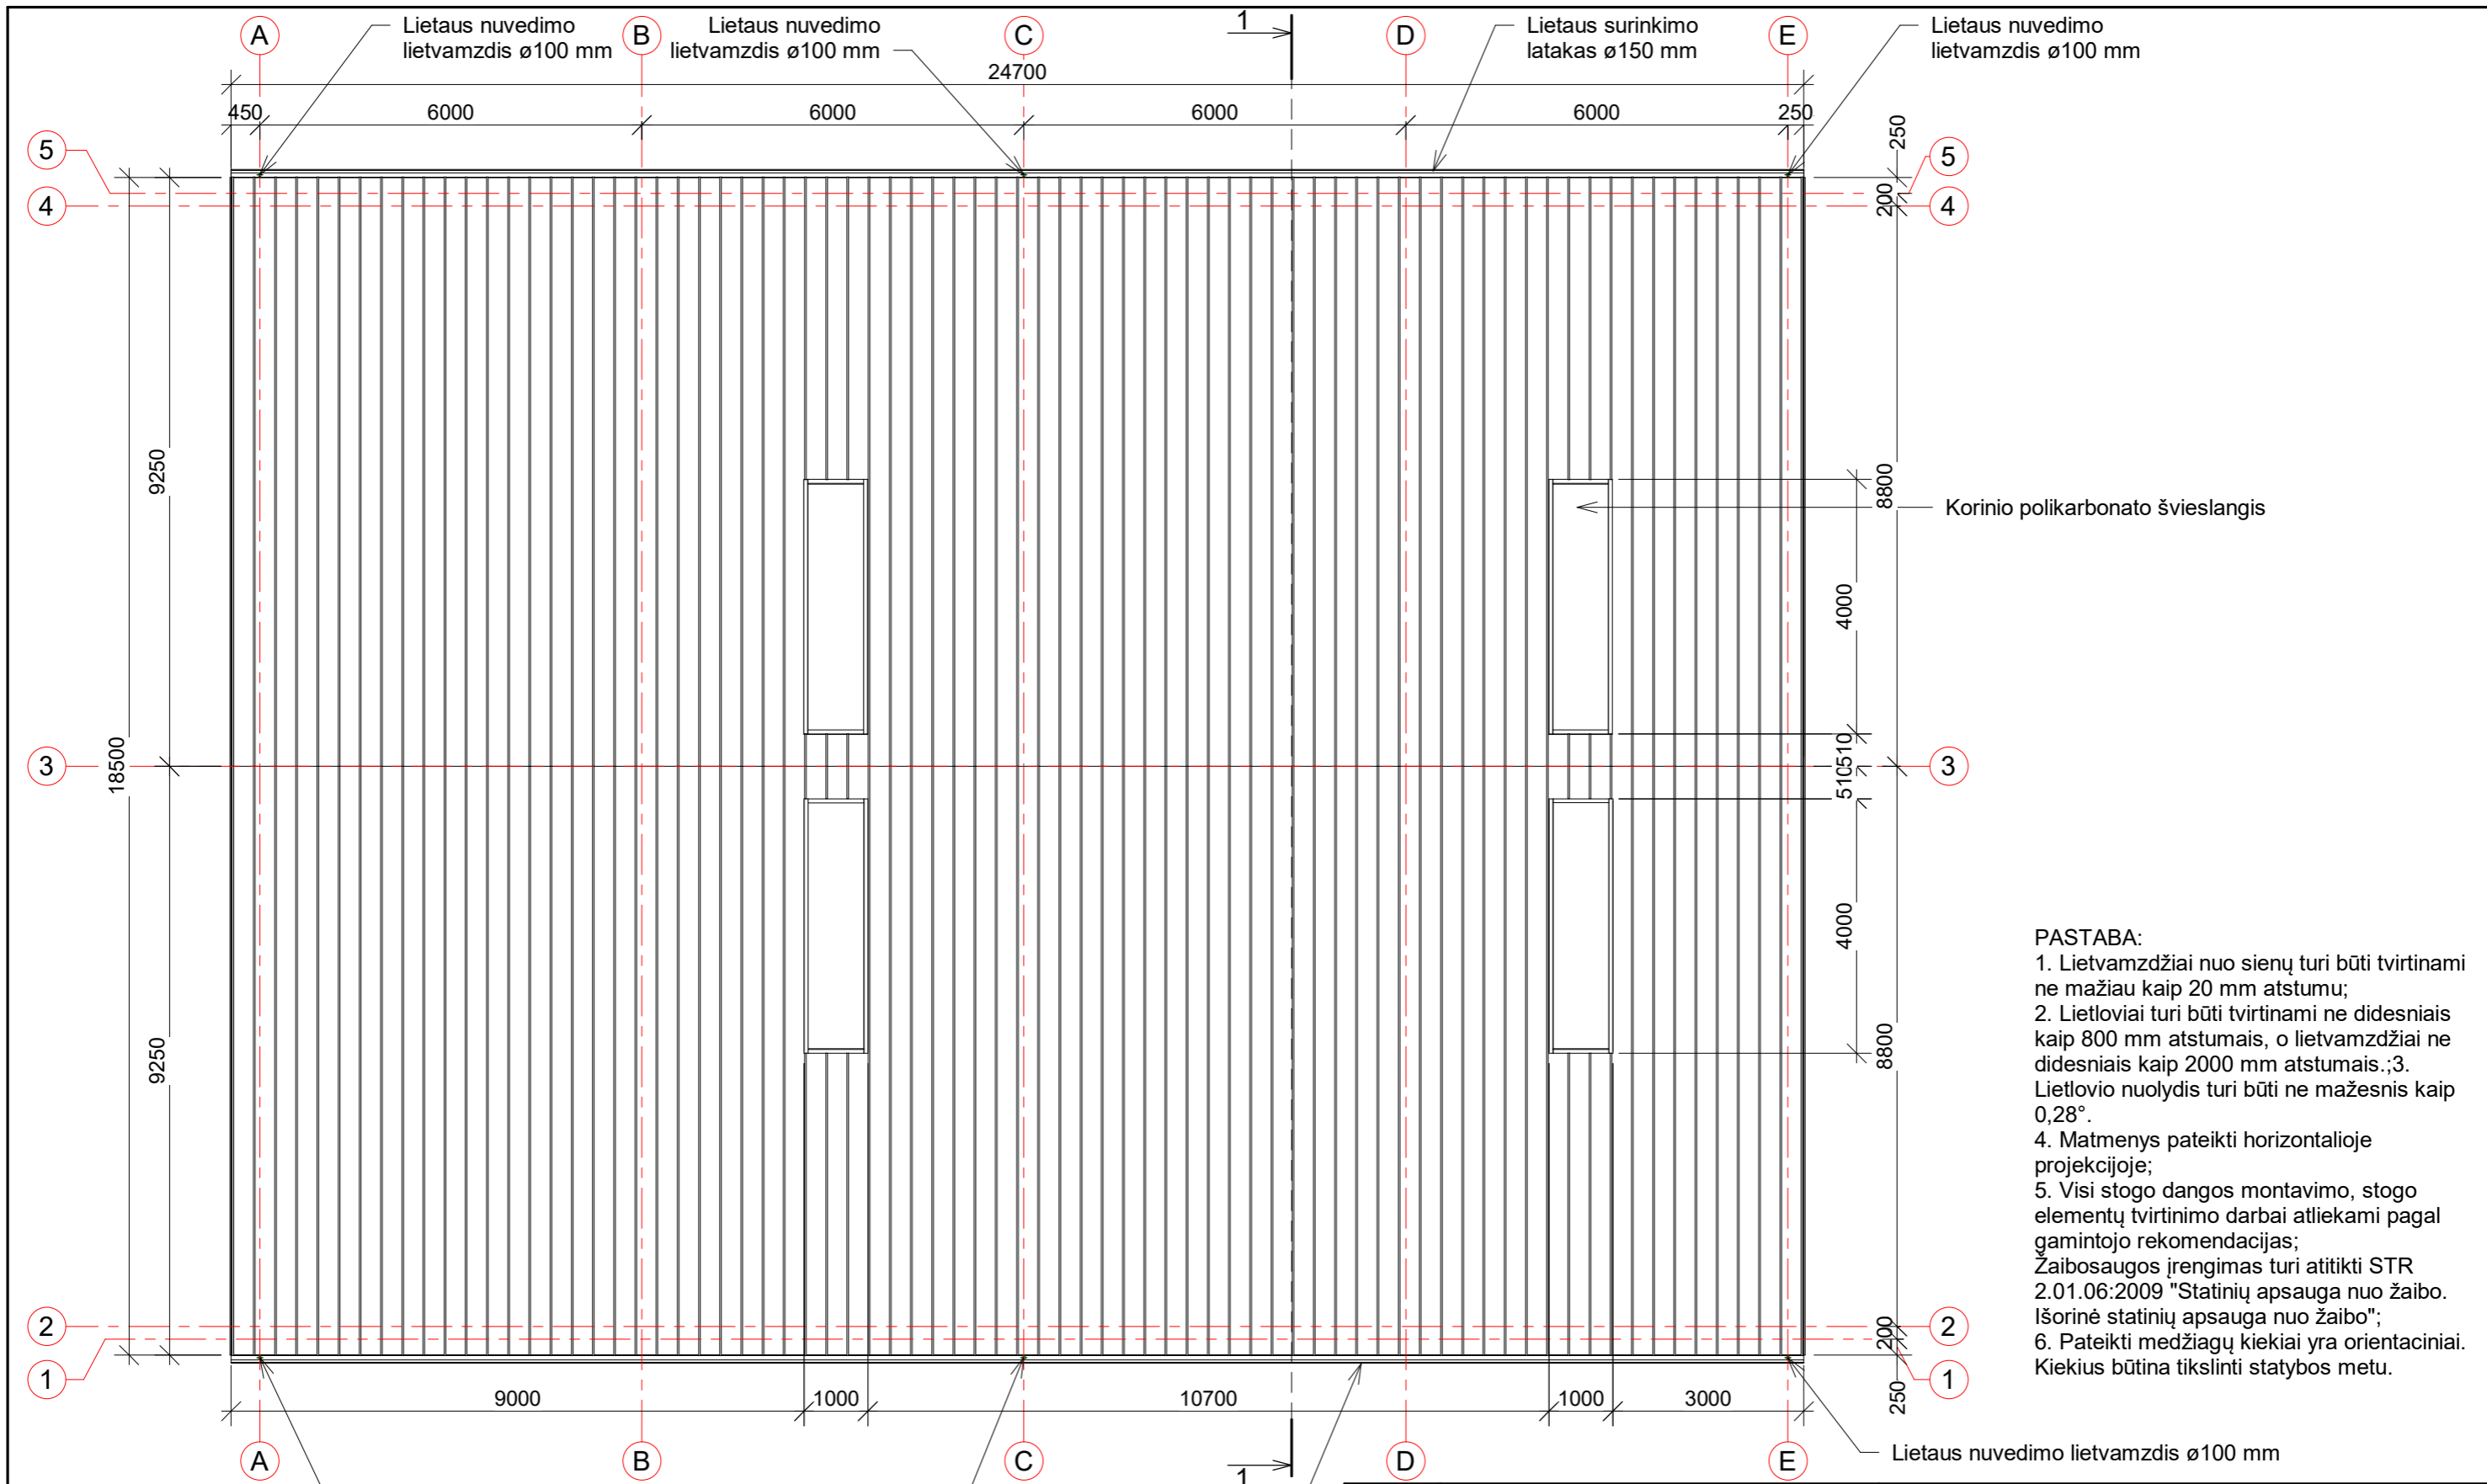 A
Lietaus nuvedimo
lietvamzdis ø100 mm
B
Lietaus nuvedimo
lietvamzdis ø100 mm
C
1
Lietaus surinkimo
latakas ø150 mm
D
E
Lietaus nuvedimo
lietvamzdis ø100 mm
24700
450
6000
6000
6000
6000
250
250
5
5
4
200
4
9250
8800
Korinio polikarbonato švieslangis
4000
18500
510
3
3
510
9250
4000
8800
PASTABA:
1. Lietvamzdžiai nuo sienų turi būti tvirtinami
ne mažiau kaip 20 mm atstumu;
2. Lietloviai turi būti tvirtinami ne didesniais
kaip 800 mm atstumais, o lietvamzdžiai ne
didesniais kaip 2000 mm atstumais.;3.
Lietlovio nuolydis turi būti ne mažesnis kaip
0,28°.
4. Matmenys pateikti horizontalioje
projekcijoje;
5. Visi stogo dangos montavimo, stogo
elementų tvirtinimo darbai atliekami pagal
gamintojo rekomendacijas;
Žaibosaugos įrengimas turi atitikti STR
2.01.06:2009 "Statinių apsauga nuo žaibo.
Išorinė statinių apsauga nuo žaibo";
6. Pateikti medžiagų kiekiai yra orientaciniai.
Kiekius būtina tikslinti statybos metu.
2
200
2
1
1
250
9000
1000
10700
1000
3000
A
B
C
1
D
E
Lietaus nuvedimo lietvamzdis ø100 mm